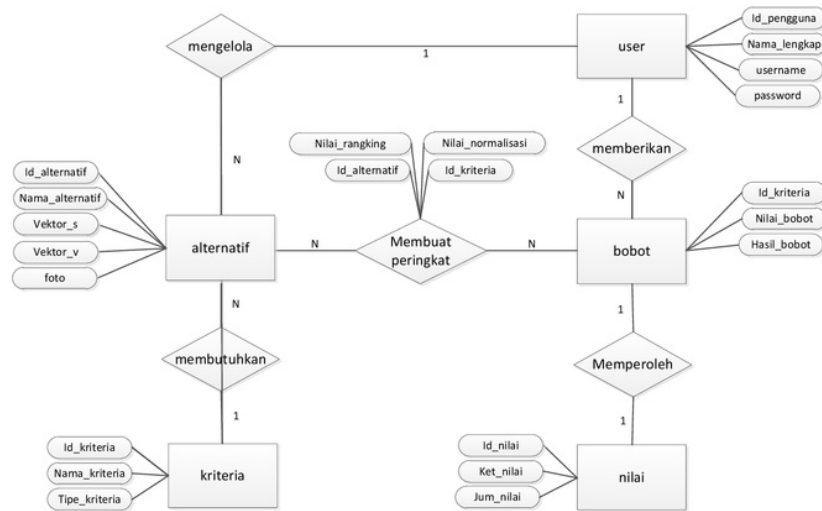 mengelola
1
user
Id_pengguna
Nama_lengkap
username
password
1
memberikan
N
N
Nilai_rangking
Nilai_normalisasi
Id_alternatif
Id_kriteria
Id_alternatif
Nama_alternatif
Vektor_s
Vektor_v
foto
alternatif
N
Membuat
peringkat
N
bobot
Id_kriteria
Nilai_bobot
Hasil_bobot
N
membutuhkan
1
1
Memperoleh
1
Id_kriteria
Nama_kriteria
Tipe_kriteria
kriteria
Id_nilai
Ket_nilai
Jum_nilai
nilai